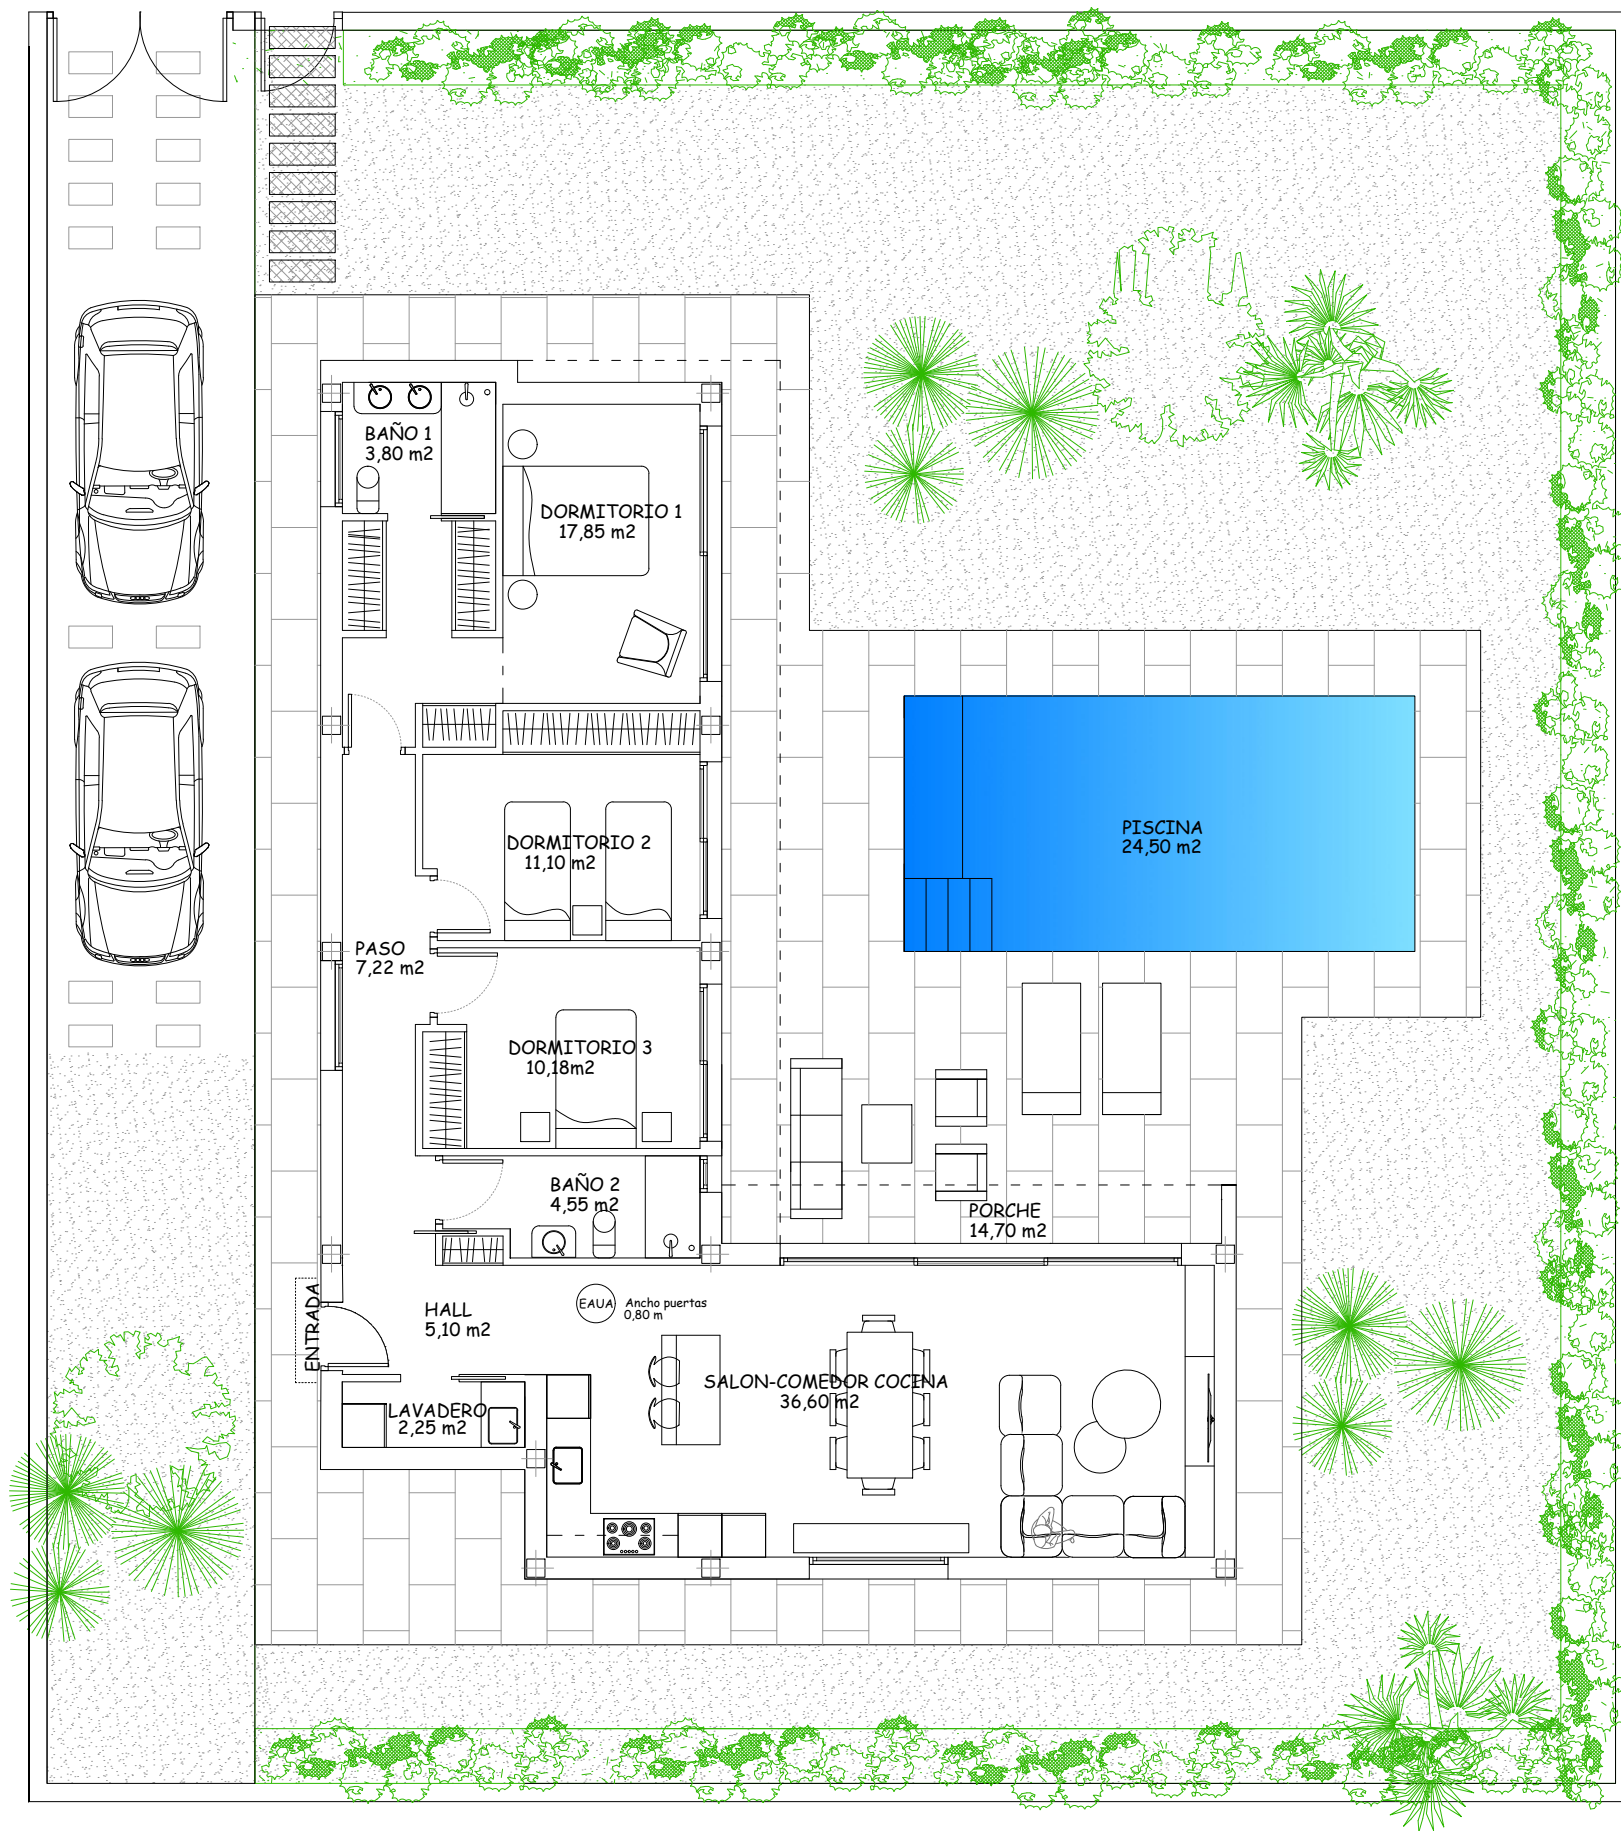 BAÑO 1
3,80 m2
DORMITORIO 1
17,85 m2
DORMITORIO 2
11,10 m2
PISCINA
24,50 m2
PASO
7,22 m2
DORMITORIO 3
10,18m2
BAÑO 2
4,55 m2
PORCHE
14,70 m2
ENTRADA
HALL
5,10 m2
EAUA
Ancho puertas
0,80 m
SALON-COMEDOR COCINA
36,60 m2
LAVADERO
2,25 m2